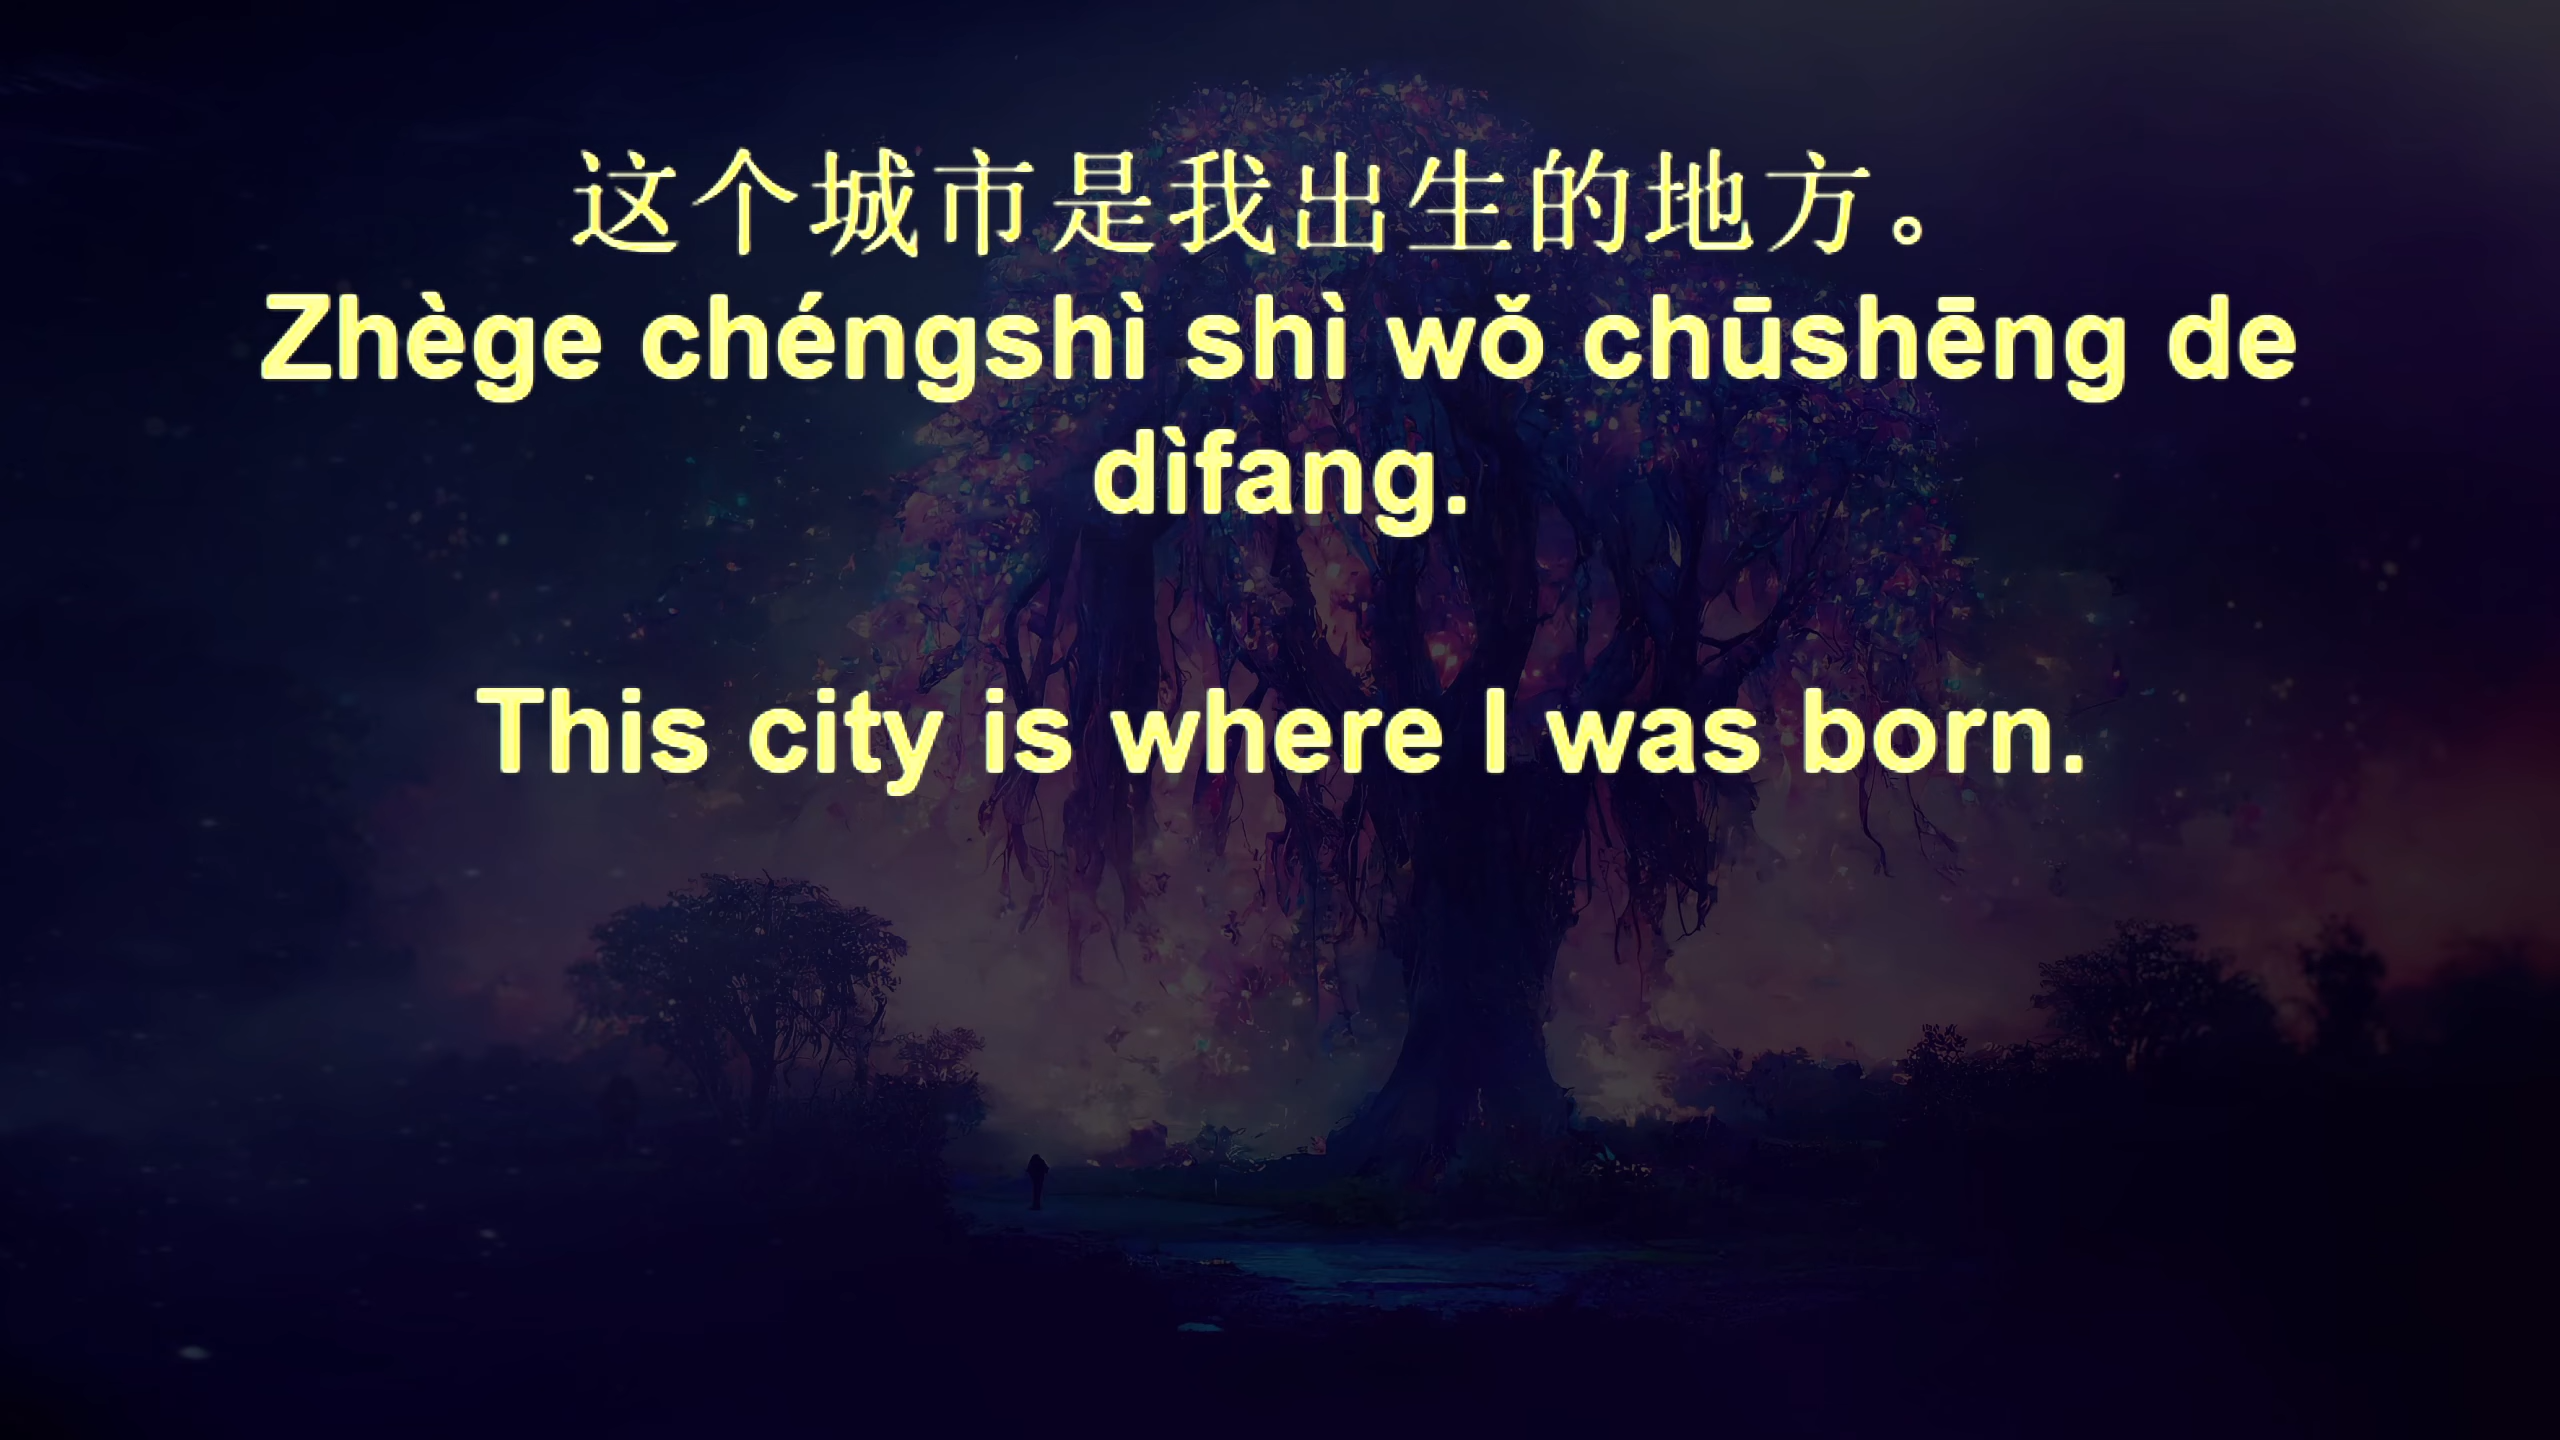 这个城市是我出生的地方。
Zhège chéngshì shì wǒ chūshēng de
dìfang.
This city is where I was born.